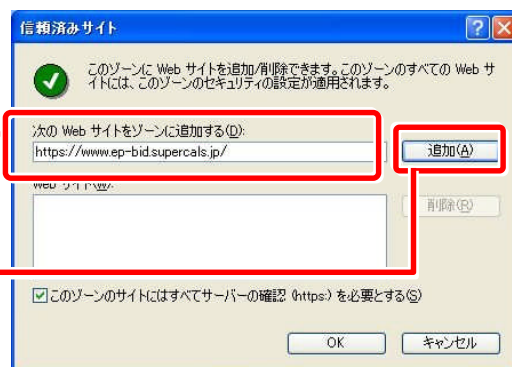 信頼済みサイト
このゾーンに Web サイトを追加/削除できます。このゾーンのすべての Web サ
イトには、このゾーンのセキュリティの設定が適用されます。
次の Web サイトをゾーンに追加する(D):
https://www.ep-bid.supercals.jp/
追加(A)
Web サイト(W):
削除(R)
このゾーンのサイトにはすべてサーバーの確認 (https:) を必要とする(S)
OK
キャンセル